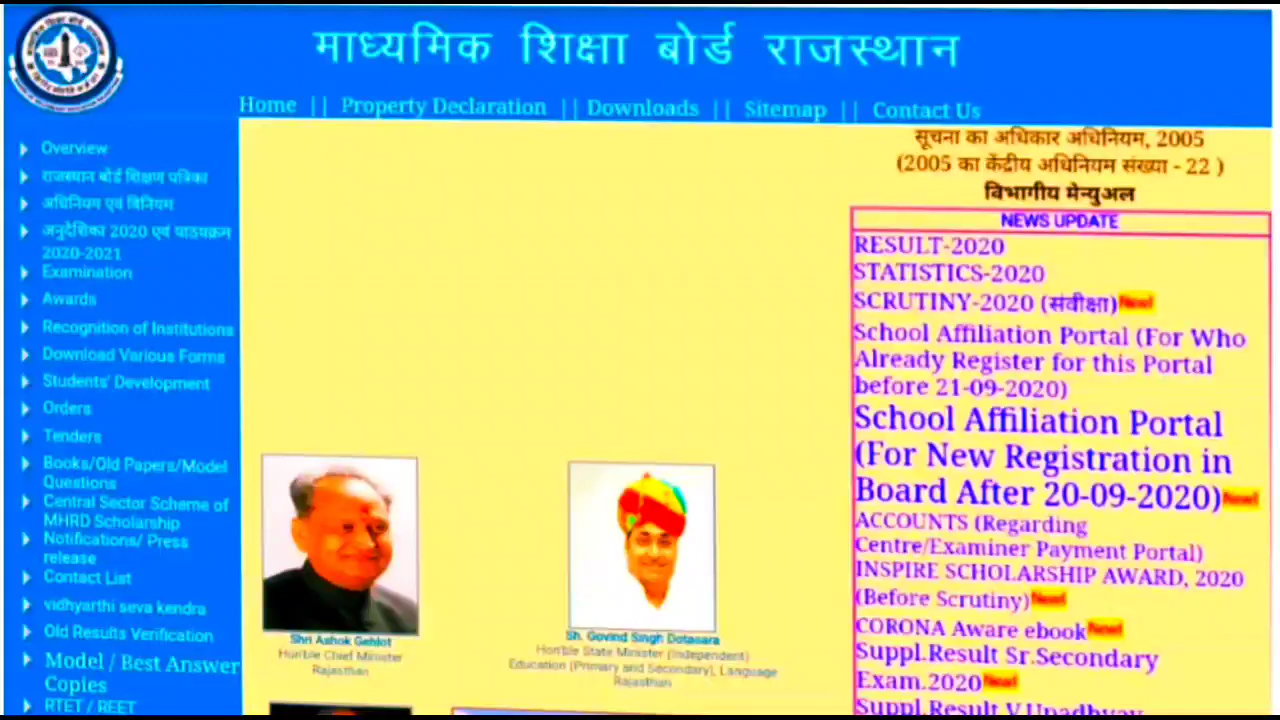 माध्यमिक शिक्षा बोर्ड राजस्थान
Home || Property Declaration || Downloads || Sitemap || Contact Us
Overview
राजस्थान बोर्ड शिक्षण पत्रिका
अधिनियम एवं विनियम
अनुदेशिका 2020 एवं पाठ्यक्रम
2020-2021
Examination
Awards
Recognition of Institutions
Download Various Forms
Students' Development
Orders
Tenders
Books/Old Papers/Model
Questions
Central Sector Scheme of
MHRD Scholarship
Notifications/ Press
release
Contact List
vidhyarthi seva kendra
Old Results Verification
Model / Best Answer
Copies
RTET / REET
Shri Ashok Gehlot
Hon'ble Chief Minister
Rajasthan
Sh. Govind Singh Dotasara
Hon'ble State Minister (Independent)
Education (Primary and Secondary), Language
Rajasthan
सूचना का अधिकार अधिनियम, 2005
(2005 का केंद्रीय अधिनियम संख्या - 22 )
विभागीय मेन्युअल
NEWS UPDATE
RESULT-2020
STATISTICS-2020
SCRUTINY-2020 (संवीक्षा) New!
School Affiliation Portal (For Who
Already Register for this Portal
before 21-09-2020)
School Affiliation Portal
(For New Registration in
Board After 20-09-2020) New!
ACCOUNTS (Regarding
Centre/Examiner Payment Portal)
INSPIRE SCHOLARSHIP AWARD, 2020
(Before Scrutiny) New!
CORONA Aware ebook New!
Suppl.Result Sr.Secondary
Exam.2020 New!
Suppl.Result V.Upadhyay